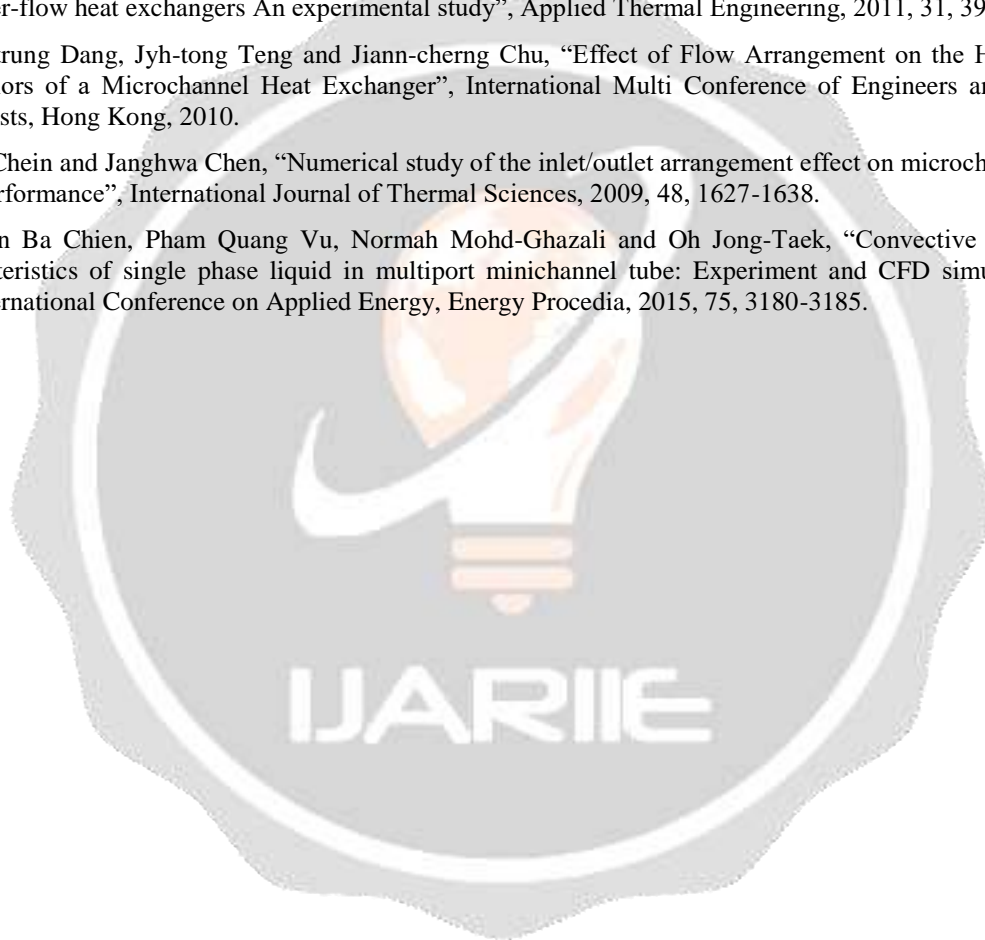 er-flow heat exchangers An experimental study”, Applied Thermal Engineering, 2011, 31, 39
rung Dang, Jyh-tong Teng and Jiann-cherng Chu, “Effect of Flow Arrangement on the H
iors of a Microchannel Heat Exchanger”, International Multi Conference of Engineers an
sts, Hong Kong, 2010.
Chein and Janghwa Chen, “Numerical study of the inlet/outlet arrangement effect on microch
rformance”, International Journal of Thermal Sciences, 2009, 48, 1627-1638.
n Ba Chien, Pham Quang Vu, Normah Mohd-Ghazali and Oh Jong-Taek, “Convective
teristics of single phase liquid in multiport minichannel tube: Experiment and CFD simu
ernational Conference on Applied Energy, Energy Procedia, 2015, 75, 3180-3185.
IJARIIE